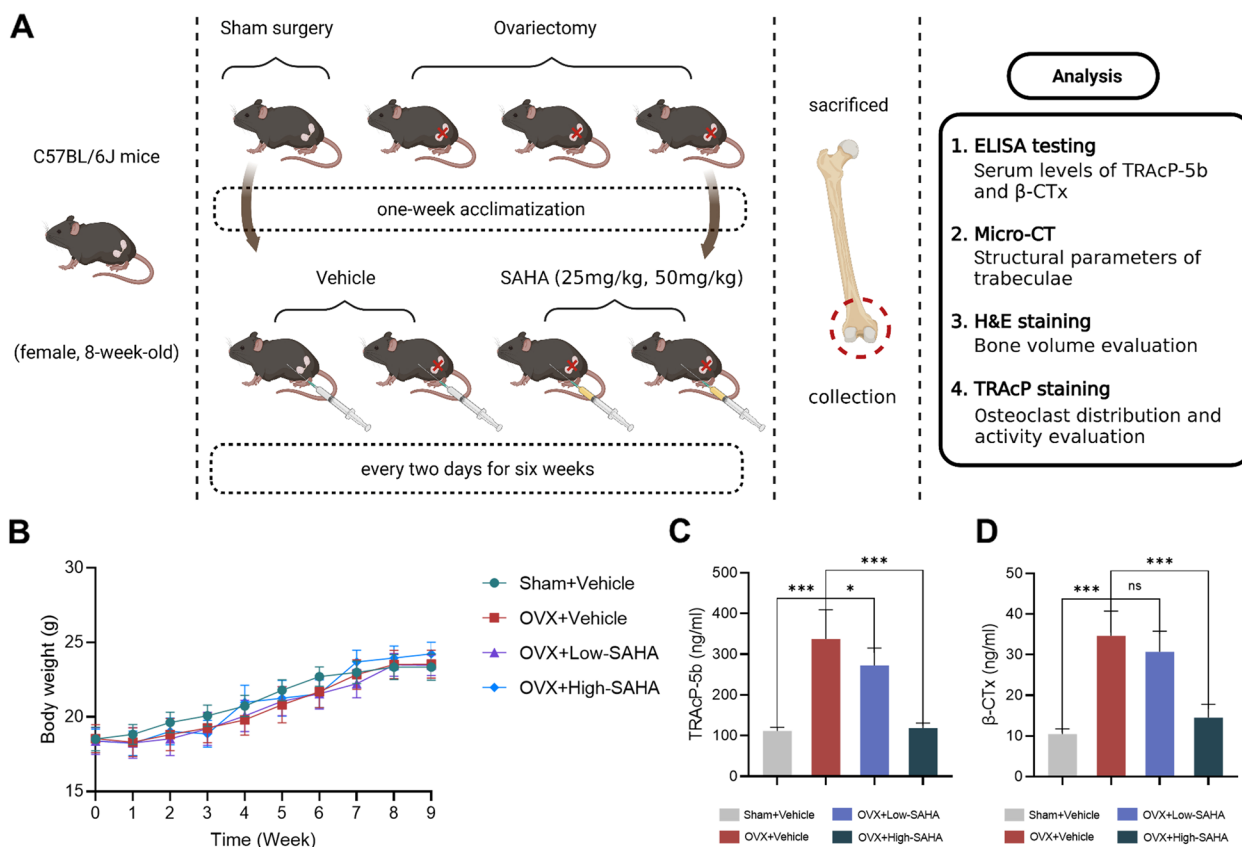 A
Sham surgery
Ovariectomy
C57BL/6J mice
(female, 8-week-old)
one-week acclimatization
Vehicle
SAHA (25mg/kg, 50mg/kg)
every two days for six weeks
sacrificed
collection
Analysis
1. ELISA testing
Serum levels of TRAcP-5b
and β-CTx
2. Micro-CT
Structural parameters of
trabeculae
3. H&E staining
Bone volume evaluation
4. TRAcP staining
Osteoclast distribution and
activity evaluation
B
Body weight (g)
30
25
20
15
0 1 2 3 4 5 6 7 8 9
Time (Week)
Sham+Vehicle
OVX+Vehicle
OVX+Low-SAHA
OVX+High-SAHA
C
TRAcP-5b (ng/ml)
500
400
300
200
100
0
***
*** *
Sham+Vehicle OVX+Low-SAHA
OVX+Vehicle OVX+High-SAHA
D
β-CTx (ng/ml)
50
40
30
20
10
0
***
*** ns
Sham+Vehicle OVX+Low-SAHA
OVX+Vehicle OVX+High-SAHA